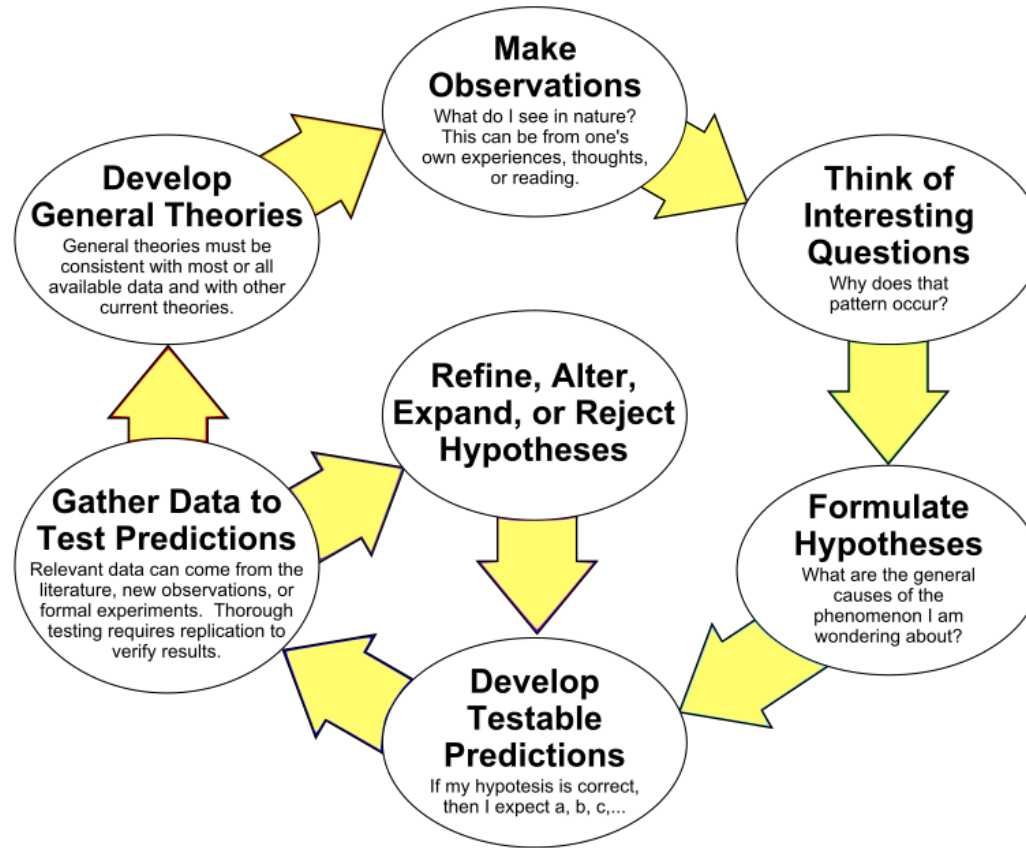 Make
Observations
What do I see in nature?
This can be from one's
own experiences, thoughts,
or reading.
Think of
Interesting
Questions
Why does that
pattern occur?
Formulate
Hypotheses
What are the general
causes of the
phenomenon I am
wondering about?
Develop
Testable
Predictions
If my hypotesis is correct,
then I expect a, b, c,...
Gather Data to
Test Predictions
Relevant data can come from the
literature, new observations, or
formal experiments.  Thorough
testing requires replication to
verify results.
Refine, Alter,
Expand, or Reject
Hypotheses
Develop
General Theories
General theories must be
consistent with most or all
available data and with other
current theories.